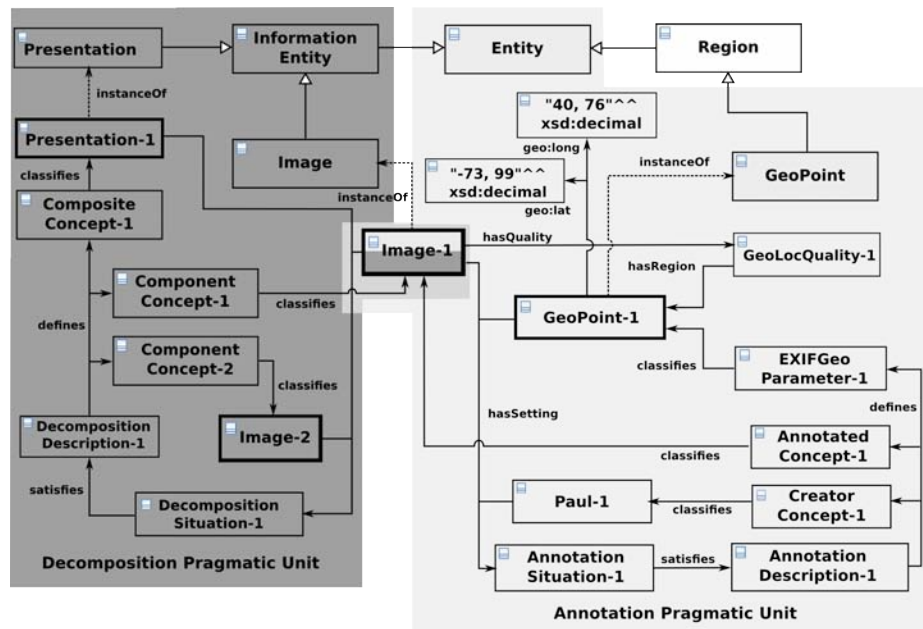 Presentation
Information
Entity
Entity
Region
instanceOf
"40, 76"^^
xsd:decimal
geo:long
Presentation-1
Image
instanceOf
"-73, 99"^^
xsd:decimal
geo:lat
instanceOf
GeoPoint
classifies
Composite
Concept-1
Image-1
hasQuality
GeoLocQuality-1
hasRegion
Component
Concept-1
classifies
GeoPoint-1
defines
Component
Concept-2
classifies
classifies
EXIFGeo
Parameter-1
defines
Decomposition
Description-1
Image-2
hasSetting
Annotated
Concept-1
classifies
satisfies
Decomposition
Situation-1
Paul-1
classifies
Creator
Concept-1
Annotation
Situation-1
satisfies
Annotation
Description-1
Decomposition Pragmatic Unit
Annotation Pragmatic Unit